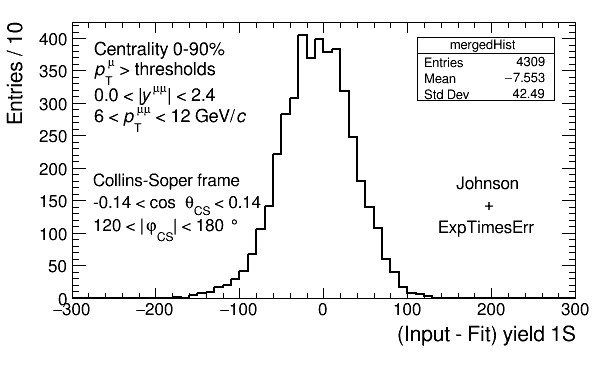 Entries / 10
400
350
300
250
200
150
100
50
0
Centrality 0-90%
p_T^μ > thresholds
0.0 < |y^μμ| < 2.4
6 < p_T^μμ < 12 GeV/c
Collins-Soper frame
-0.14 < cos θ_CS < 0.14
120 < |φ_CS| < 180 °
mergedHist
Entries 4309
Mean −7.553
Std Dev 42.49
Johnson
+
ExpTimesErr
−300 −200 −100 0 100 200 300
(Input - Fit) yield 1S